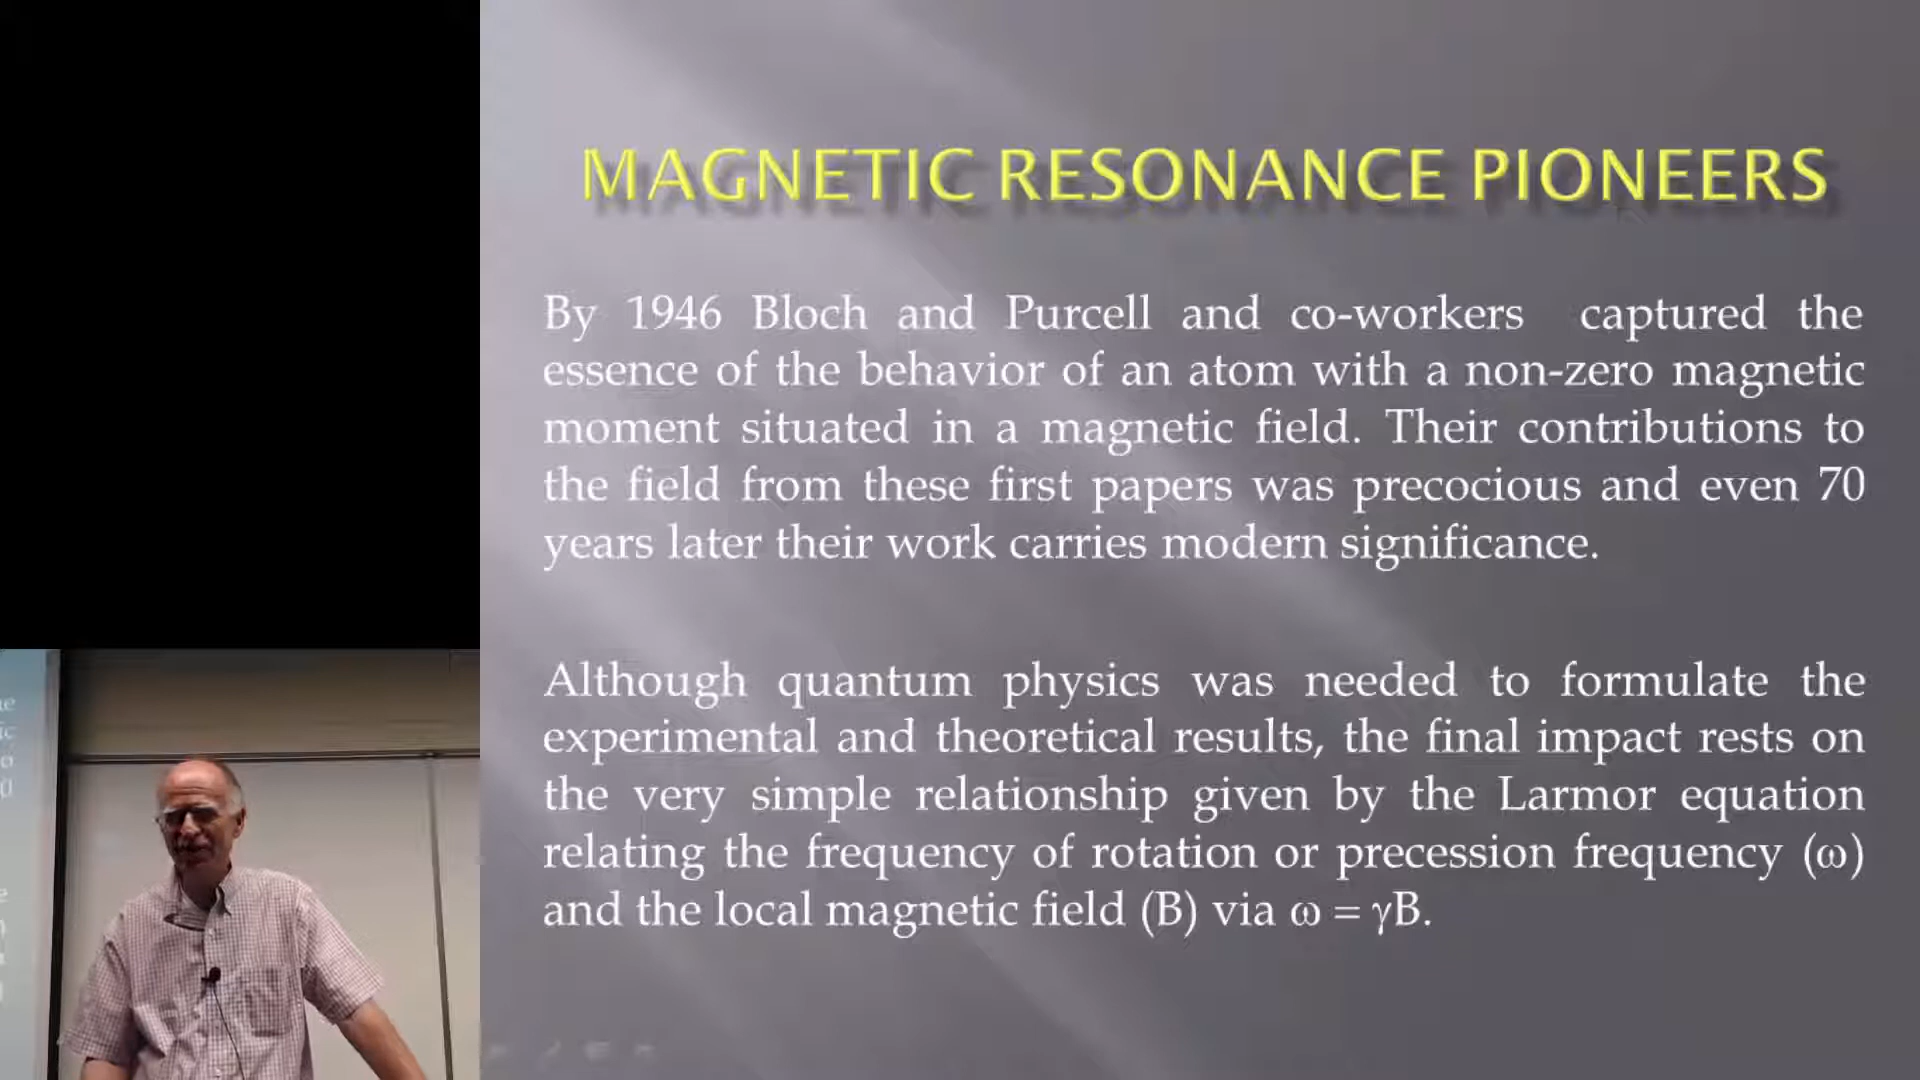 MAGNETIC RESONANCE PIONEERS
By 1946 Bloch and Purcell and co-workers captured the
essence of the behavior of an atom with a non-zero magnetic
moment situated in a magnetic field. Their contributions to
the field from these first papers was precocious and even 70
years later their work carries modern significance.
Although quantum physics was needed to formulate the
experimental and theoretical results, the final impact rests on
the very simple relationship given by the Larmor equation
relating the frequency of rotation or precession frequency (ω)
and the local magnetic field (B) via ω = γB.